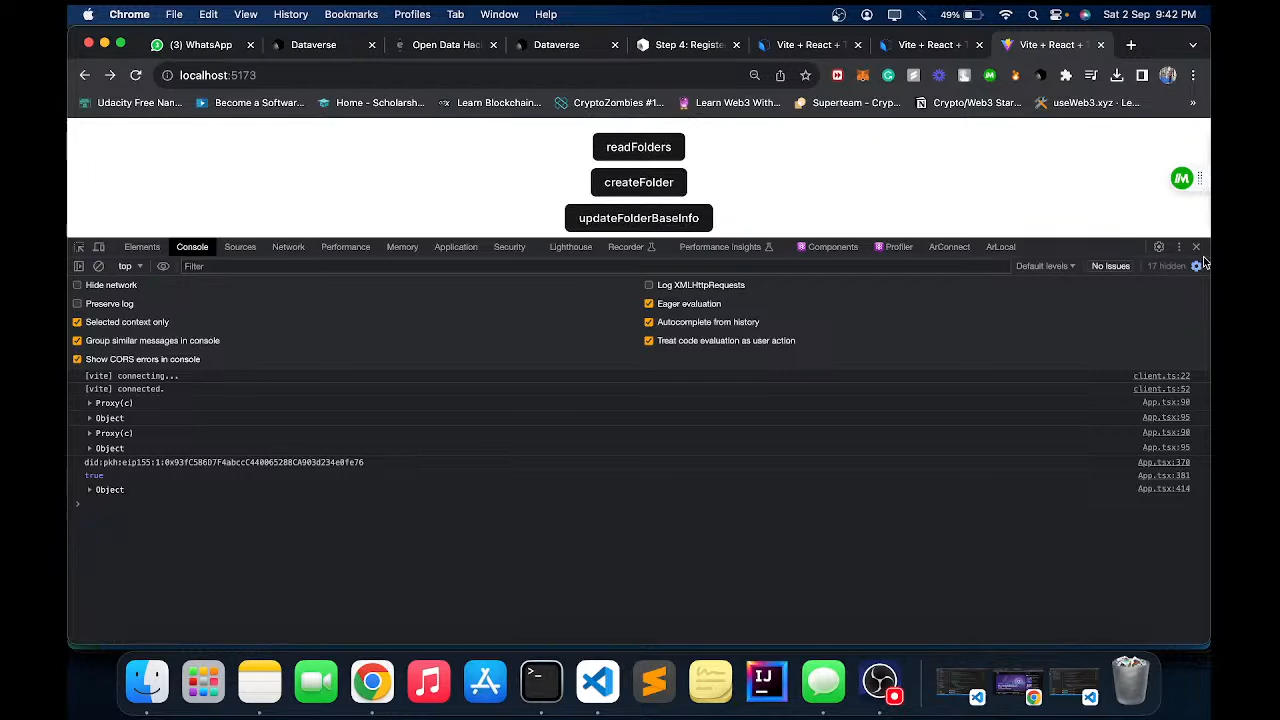 Chrome File Edit View History Bookmarks Profiles Tab Window Help 49% Sat 2 Sep 9:42 PM
(3) WhatsApp Dataverse Open Data Hac Dataverse Step 4: Registe Vite + React + T Vite + React + T Vite + React + T
localhost:5173
Udacity Free Nan... Become a Softwar... Home - Scholarsh... Learn Blockchain... CryptoZombies #1... Learn Web3 With... Superteam - Cryp... Crypto/Web3 Star... useWeb3.xyz - Le... »
readFolders
createFolder
updateFolderBaseInfo
Elements Console Sources Network Performance Memory Application Security Lighthouse Recorder Performance Insights Components Profiler ArConnect ArLocal
top Filter Default levels No Issues 17 hidden
Hide network Log XMLHttpRequests
Preserve log Eager evaluation
Selected context only Autocomplete from history
Group similar messages in console Treat code evaluation as user action
Show CORS errors in console
[vite] connecting... client.ts:22
[vite] connected. client.ts:52
Proxy(c) App.tsx:90
Object App.tsx:95
Proxy(c) App.tsx:90
Object App.tsx:95
did:pkh:eip155:1:0x93fC586D7F4abccC440065288CA903d234e0fe76 App.tsx:370
true App.tsx:381
Object App.tsx:414